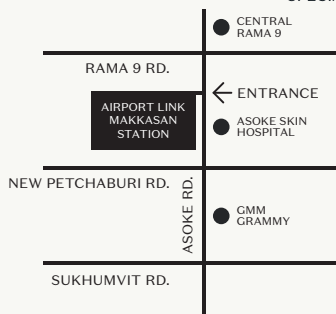 CENTRAL
RAMA 9
RAMA 9 RD.
ENTRANCE
AIRPORT LINK
MAKKASAN
STATION
ASOKE SKIN
HOSPITAL
NEW PETCHABURI RD.
ASOKE RD.
GMM
GRAMMY
SUKHUMVIT RD.